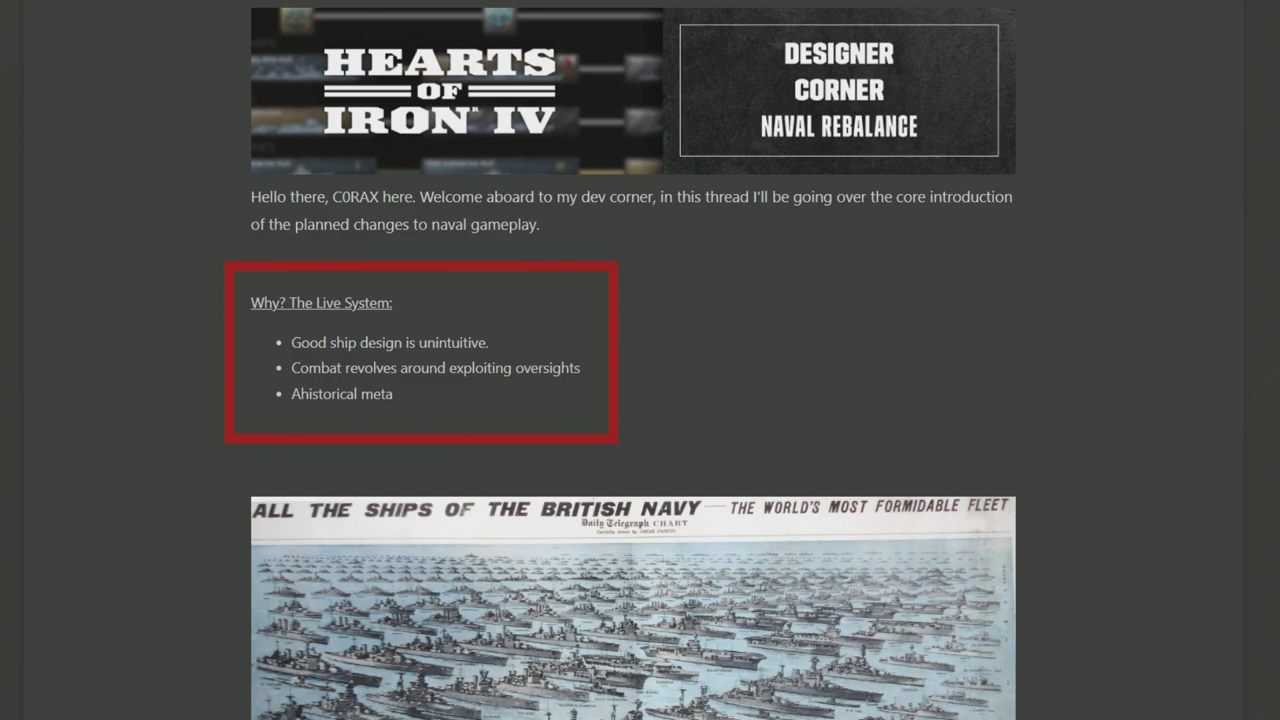 HEARTS
OF
IRON IV
DESIGNER
CORNER
NAVAL REBALANCE
Hello there, C0RAX here. Welcome aboard to my dev corner, in this thread I'll be going over the core introduction
of the planned changes to naval gameplay.
Why? The Live System:
• Good ship design is unintuitive.
• Combat revolves around exploiting oversights
• Ahistorical meta
ALL THE SHIPS OF THE BRITISH NAVY — THE WORLD'S MOST FORMIDABLE FLEET
Daily Telegraph CHART